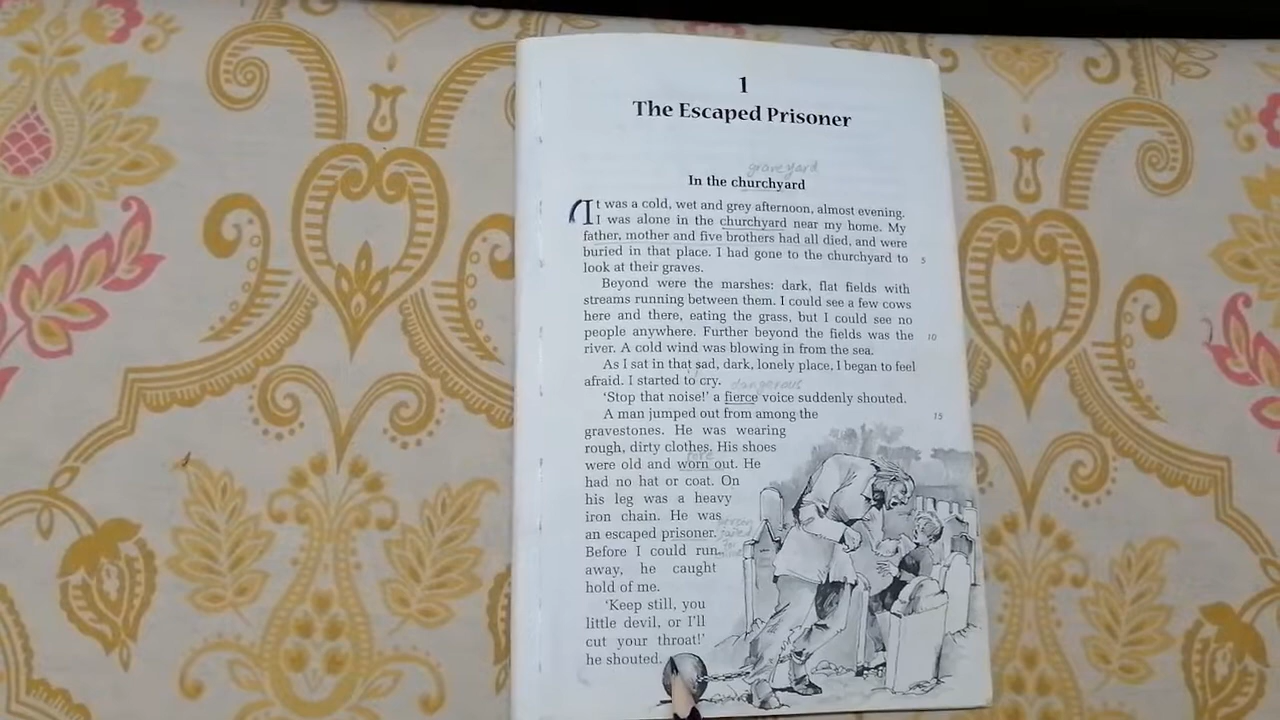 1
The Escaped Prisoner
graveyard
In the churchyard
It was a cold, wet and grey afternoon, almost evening.
I was alone in the churchyard near my home. My
father, mother and five brothers had all died, and were
buried in that place. I had gone to the churchyard to 5
look at their graves.
Beyond were the marshes: dark, flat fields with
streams running between them. I could see a few cows
here and there, eating the grass, but I could see no
people anywhere. Further beyond the fields was the 10
river. A cold wind was blowing in from the sea.
As I sat in that sad, dark, lonely place, I began to feel
afraid. I started to cry.
dangerous
'Stop that noise!' a fierce voice suddenly shouted.
A man jumped out from among the 15
gravestones. He was wearing
rough, dirty clothes. His shoes
were old and worn out. He
had no hat or coat. On
his leg was a heavy
iron chain. He was
an escaped prisoner.
Before I could run
away, he caught
hold of me.
'Keep still, you
little devil, or I'll
cut your throat!'
he shouted.